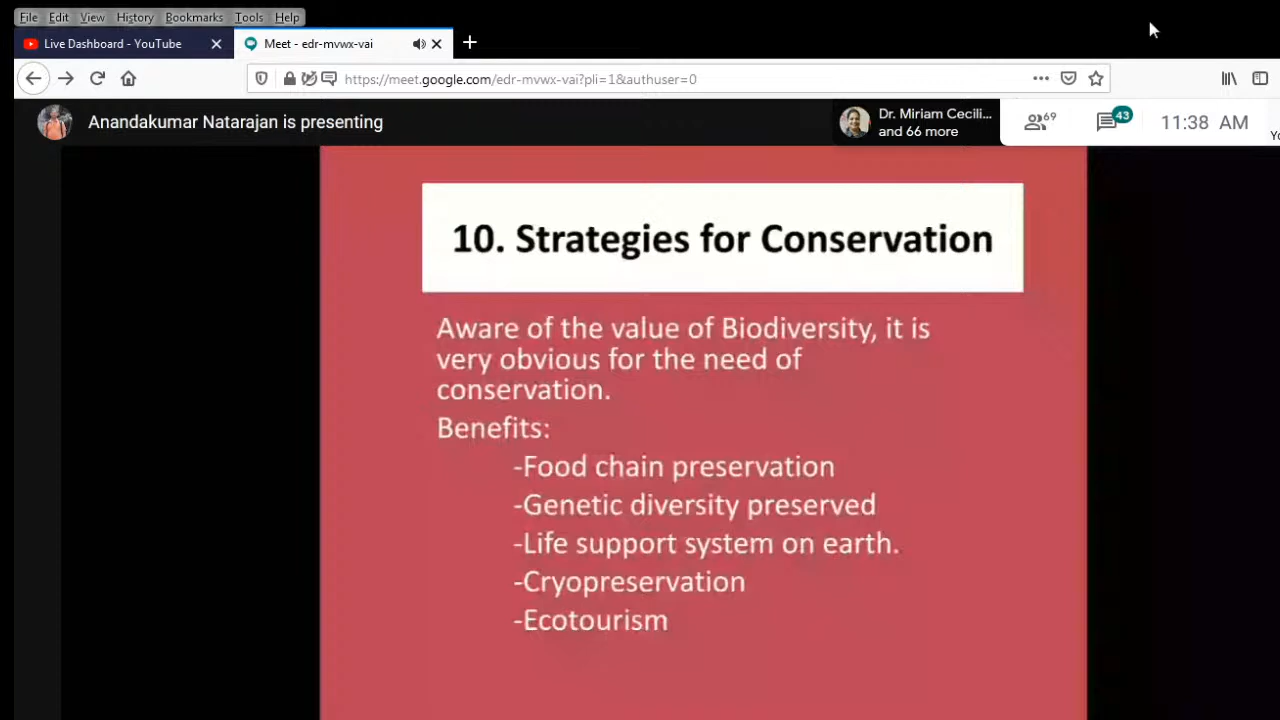 File Edit View History Bookmarks Tools Help
Live Dashboard - YouTube
Meet - edr-mvwx-vai
https://meet.google.com/edr-mvwx-vai?pli=1&authuser=0
Anandakumar Natarajan is presenting
Dr. Miriam Cecili...
and 66 more
69
43
11:38 AM
10. Strategies for Conservation
Aware of the value of Biodiversity, it is
very obvious for the need of
conservation.
Benefits:
-Food chain preservation
-Genetic diversity preserved
-Life support system on earth.
-Cryopreservation
-Ecotourism